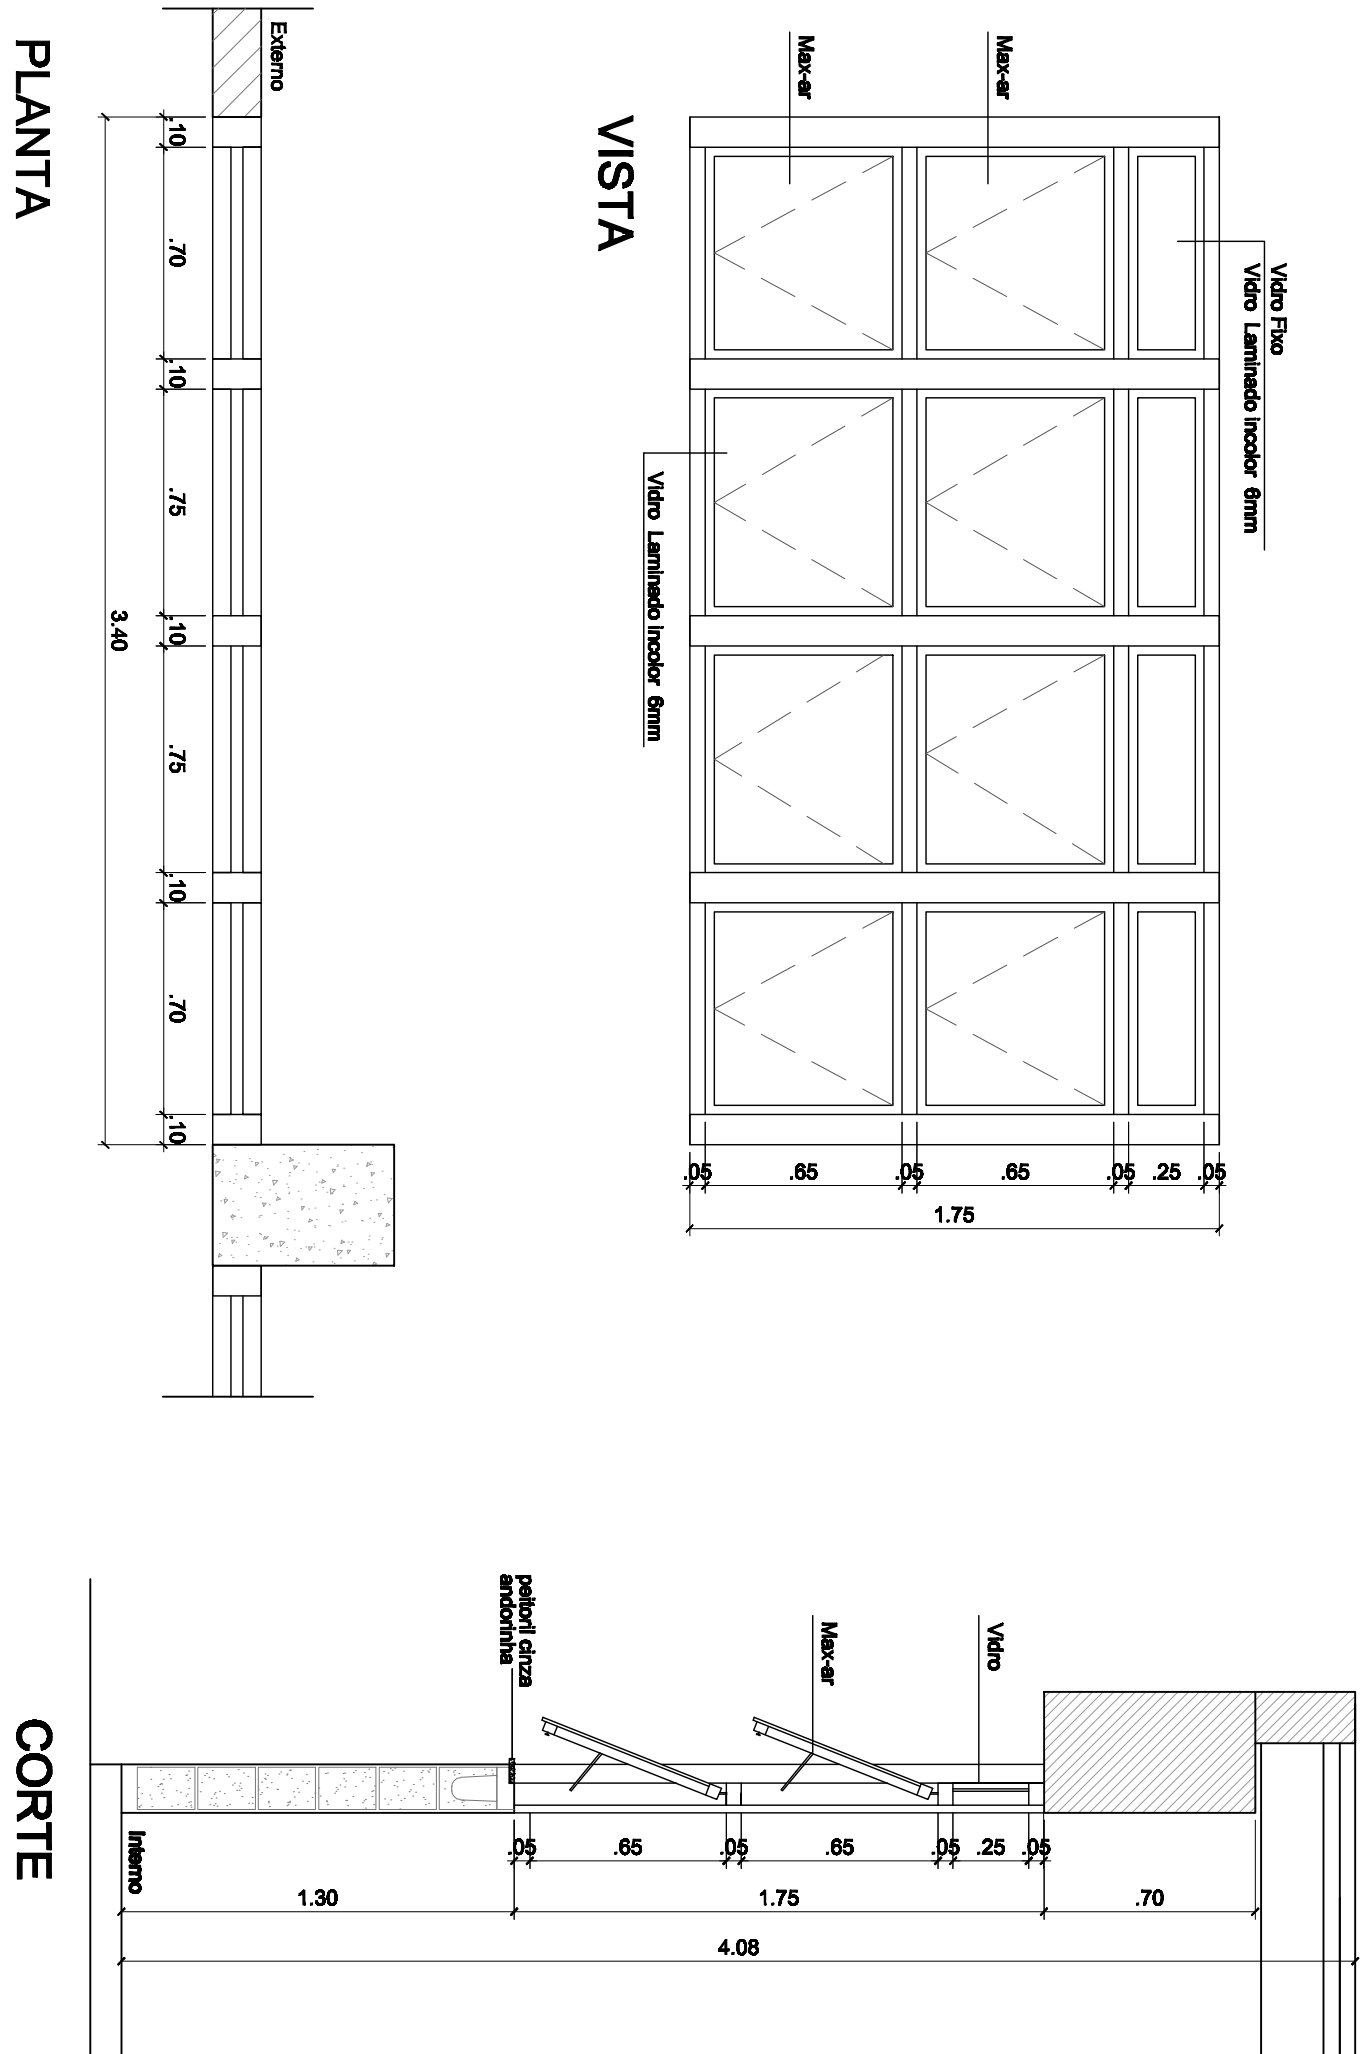 Max-ar
Max-ar
Vidro Fixo
Vidro Laminado incolor 6mm
Vidro Laminado incolor 6mm
.05
.65
.05
.65
.05
.25
.05
1.75
VISTA
Externo
.10
.70
.10
.75
.10
.75
.10
.70
.10
3.40
PLANTA
Vidro
Max-ar
peitoril cinza
andorinha
Interno
.05
.65
.05
.65
.05
.25
.05
1.30
1.75
.70
4.08
CORTE